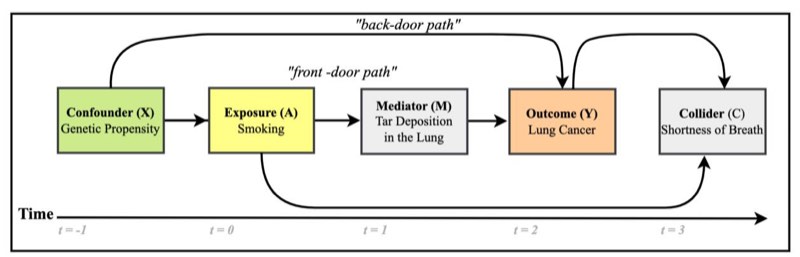 "back-door path"
"front -door path"
Confounder (X)
Genetic Propensity
Exposure (A)
Smoking
Mediator (M)
Tar Deposition
in the Lung
Outcome (Y)
Lung Cancer
Collider (C)
Shortness of Breath
Time
t = -1
t = 0
t = 1
t = 2
t = 3